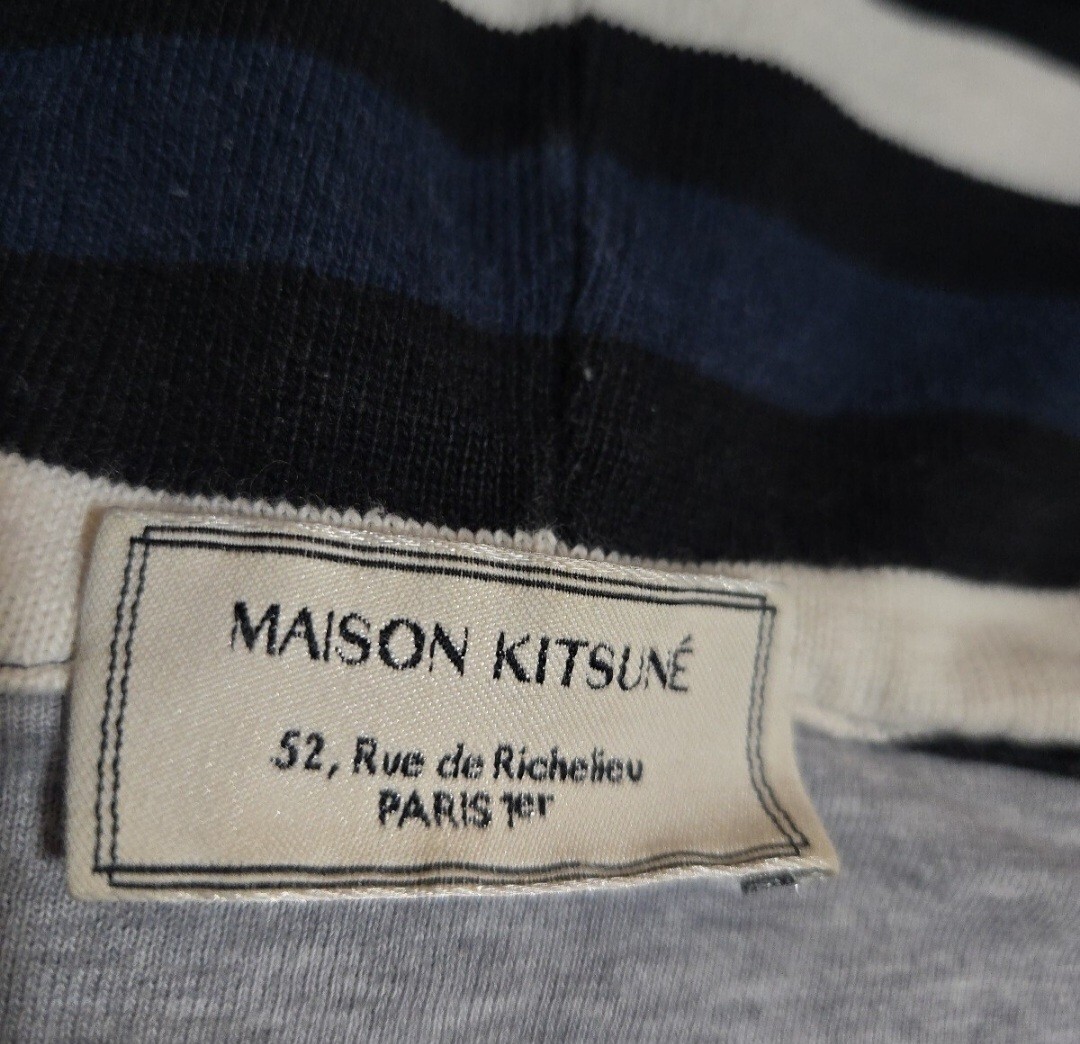 MAISON KITSUNÉ
52, Rue de Richelieu
PARIS 1er